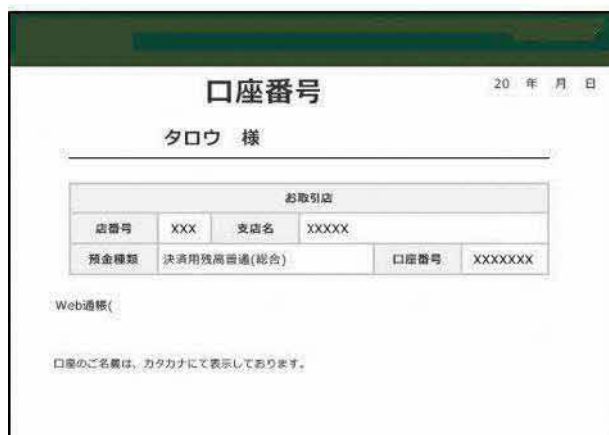 口座番号
20 年 月 日
タロウ 様
お取引店
店番号 XXX 支店名 XXXXX
預金種類 決済用残高普通(総合) 口座番号 XXXXXXX
Web通帳(
口座のご名義は、カタカナにて表示しております。